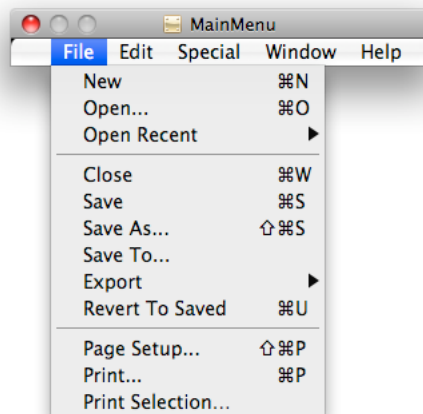 MainMenu
File Edit Special Window Help
New ⌘N
Open... ⌘O
Open Recent
Close ⌘W
Save ⌘S
Save As... ⇧⌘S
Save To...
Export
Revert To Saved ⌘U
Page Setup... ⇧⌘P
Print... ⌘P
Print Selection...